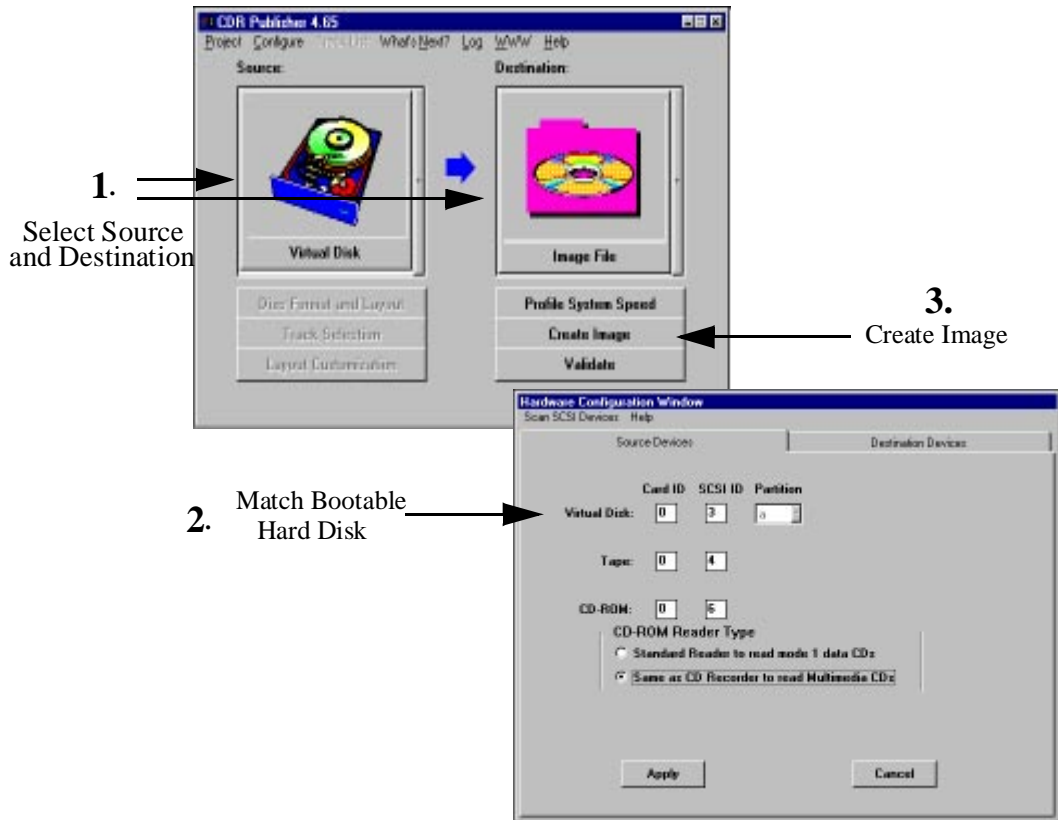 CDR Publisher 4.65
Project Configure What's Next? Log WWW Help
Source:
Destination:
1.
Select Source
and Destination
Virtual Disk
Image File
Disc Format and Layout
Track Selection
Layout Customization
Profile System Speed
Create Image
Validate
3.
Create Image
Hardware Configuration Window
Scan SCSI Devices Help
Source Devices
Destination Devices
2.
Match Bootable
Hard Disk
Card ID SCSI ID Partition
Virtual Disk: 0 3 a
Tape: 0 4
CD-ROM: 0 6
CD-ROM Reader Type
Standard Reader to read mode 1 data CDs
Same as CD Recorder to read Multimedia CDs
Apply
Cancel